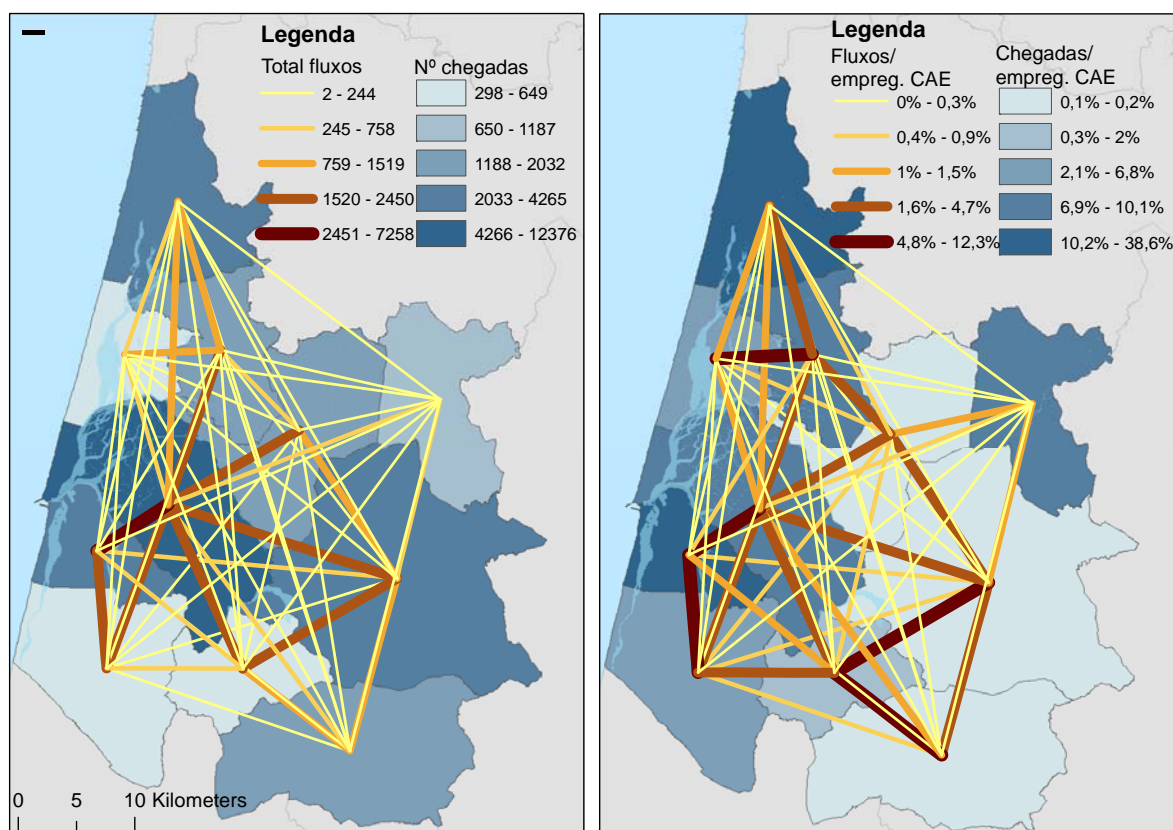 Legenda
Total fluxos
Nº chegadas
2 - 244
298 - 649
245 - 758
650 - 1187
759 - 1519
1188 - 2032
1520 - 2450
2033 - 4265
2451 - 7258
4266 - 12376
0 5 10 Kilometers
Legenda
Fluxos/
empreg. CAE
Chegadas/
empreg. CAE
0% - 0,3%
0,1% - 0,2%
0,4% - 0,9%
0,3% - 2%
1% - 1,5%
2,1% - 6,8%
1,6% - 4,7%
6,9% - 10,1%
4,8% - 12,3%
10,2% - 38,6%